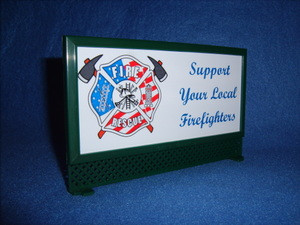 FIRE
RESCUE
Support
Your Local
Firefighters